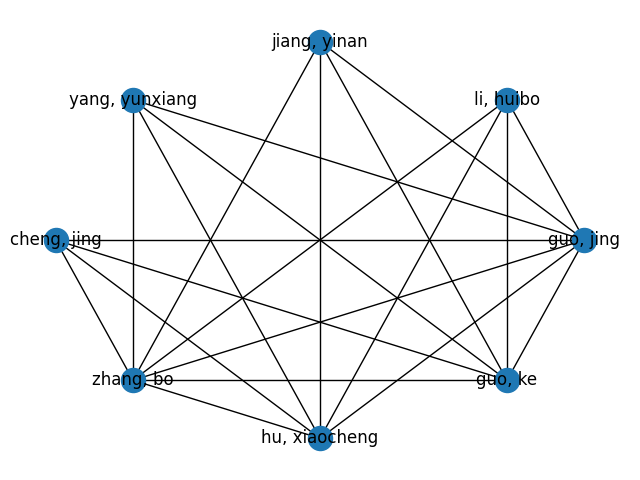 jiang, yinan
yang, yunxiang
li, huibo
cheng, jing
guo, jing
zhang, bo
guo, ke
hu, xiaocheng